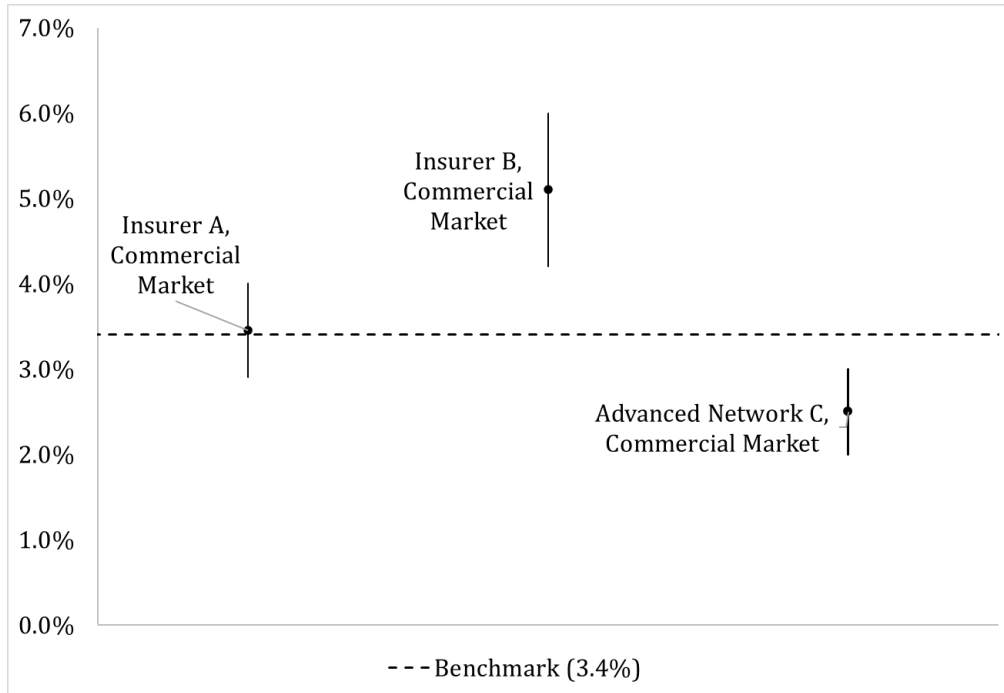 7.0%
6.0%
5.0%
4.0%
3.0%
2.0%
1.0%
0.0%
Insurer A,
Commercial
Market
Insurer B,
Commercial
Market
Advanced Network C,
Commercial Market
Benchmark (3.4%)